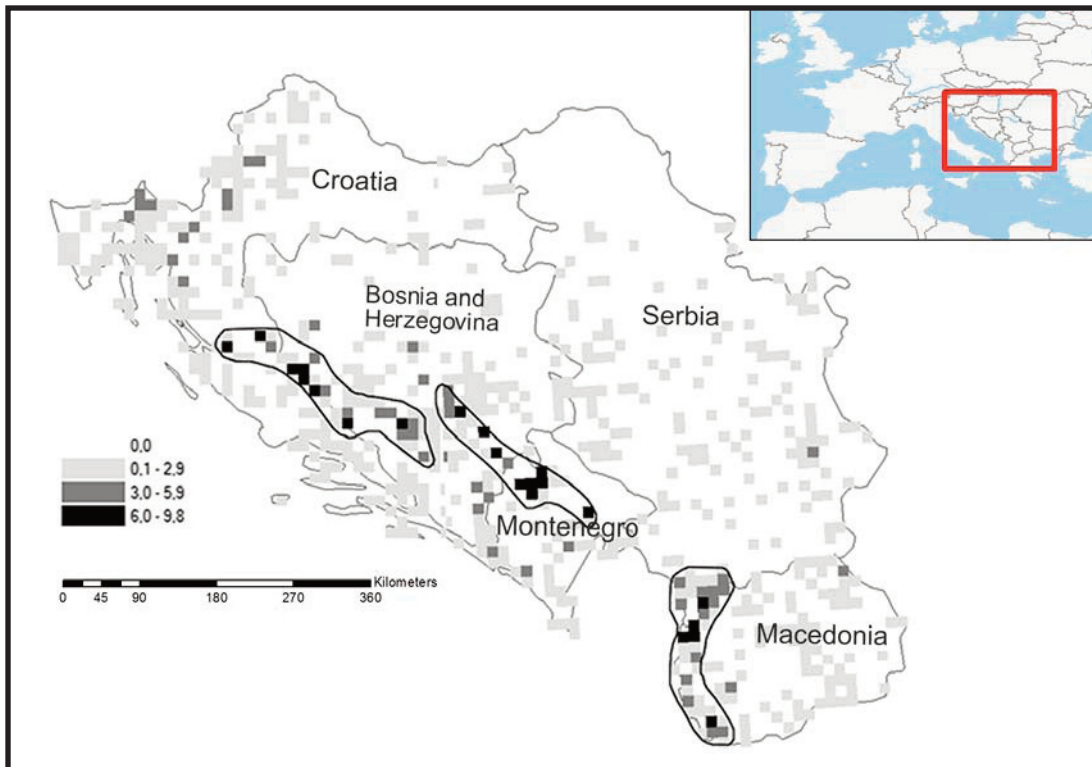 Croatia
Bosnia and
Herzegovina
Serbia
0,0
0,1 - 2,9
3,0 - 5,9
6,0 - 9,8
Montenegro
Kilometers
0 45 90 180 270 360
Macedonia